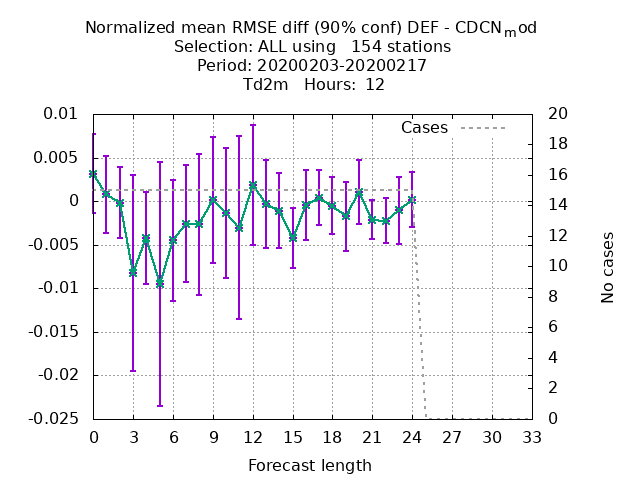 Normalized mean RMSE diff (90% conf) DEF - CDCNmod
Selection: ALL using 154 stations
Period: 20200203-20200217
Td2m Hours: 12
0.01
0.005
0
-0.005
-0.01
-0.015
-0.02
-0.025
Cases
20
18
16
14
12
10
8
6
4
2
0
No cases
0 3 6 9 12 15 18 21 24 27 30 33
Forecast length